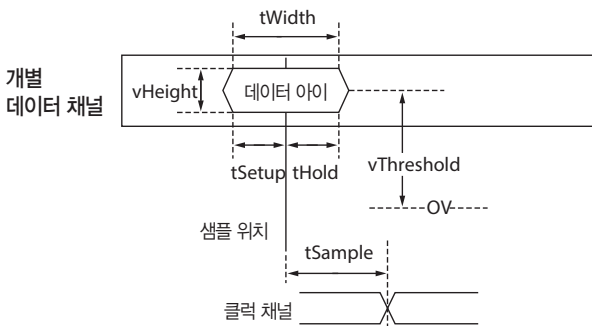 tWidth
개별
데이터 채널
vHeight
데이터 아이
tSetup tHold
vThreshold
OV
샘플 위치
tSample
클럭 채널